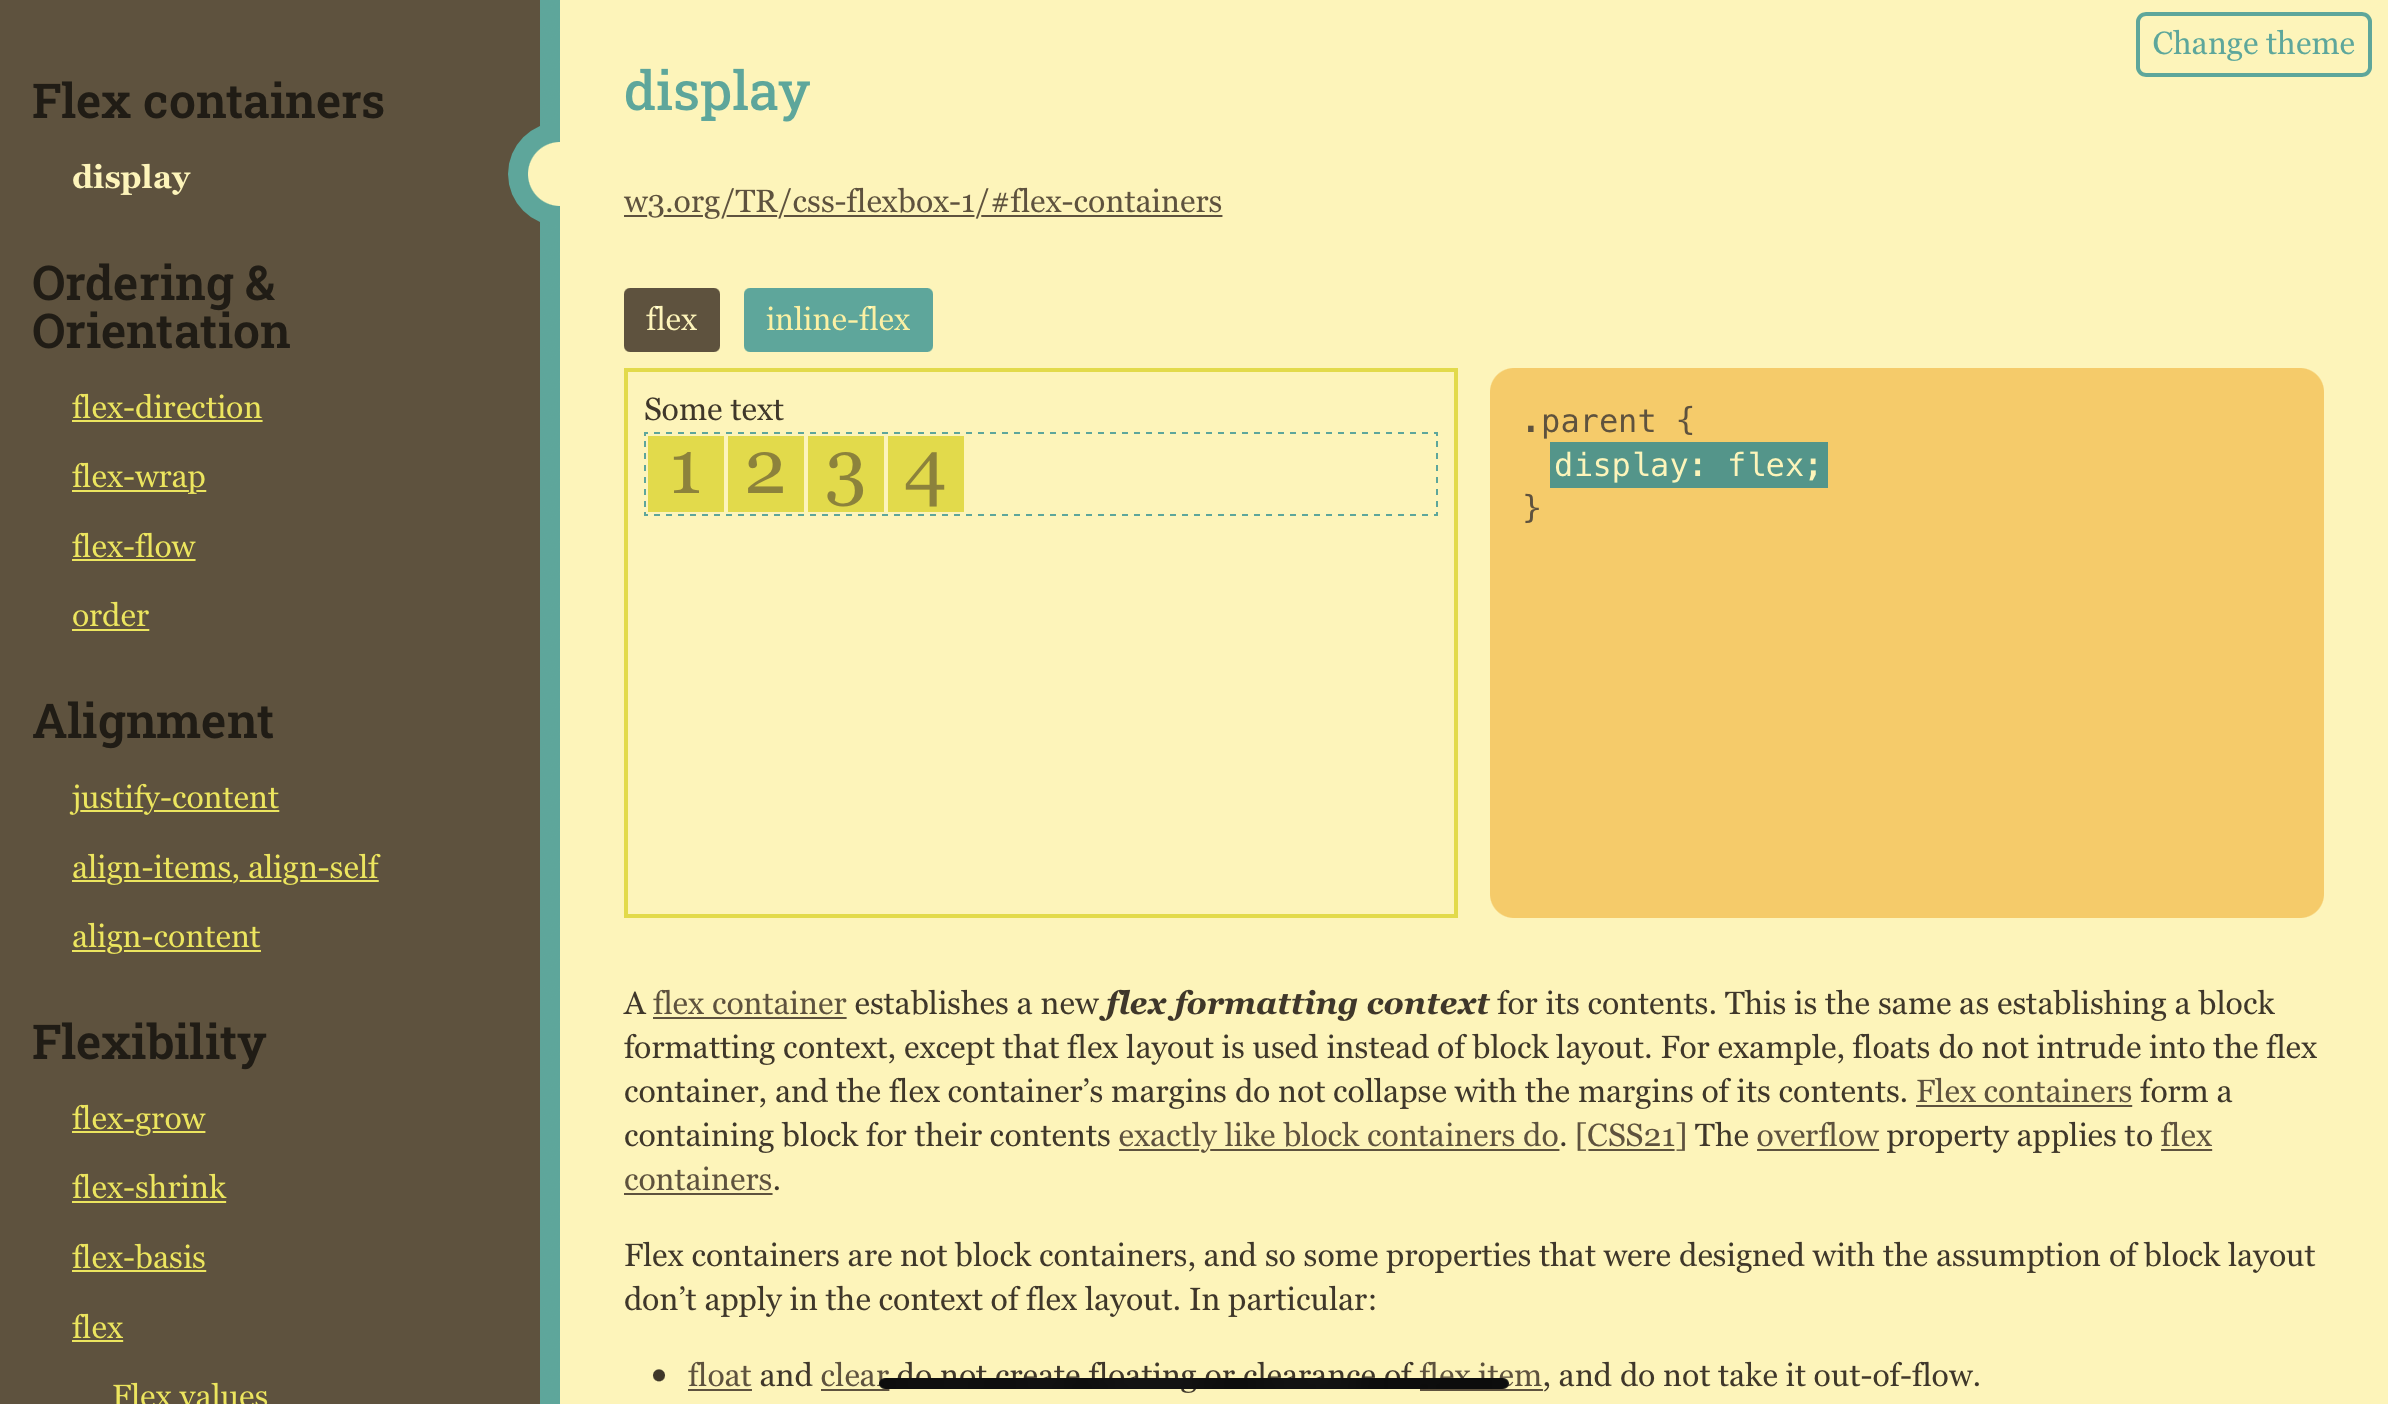 Flex containers
display
Ordering &
Orientation
flex-direction
flex-wrap
flex-flow
order
Alignment
justify-content
align-items, align-self
align-content
Flexibility
flex-grow
flex-shrink
flex-basis
flex
Flex values
Change theme
display
w3.org/TR/css-flexbox-1/#flex-containers
flex inline-flex
Some text
1 2 3 4
.parent {
display: flex;
}
A flex container establishes a new flex formatting context for its contents. This is the same as establishing a block
formatting context, except that flex layout is used instead of block layout. For example, floats do not intrude into the flex
container, and the flex container’s margins do not collapse with the margins of its contents. Flex containers form a
containing block for their contents exactly like block containers do. [CSS21] The overflow property applies to flex
containers.
Flex containers are not block containers, and so some properties that were designed with the assumption of block layout
don’t apply in the context of flex layout. In particular:
• float and clear do not create floating or clearance of flex item, and do not take it out-of-flow.